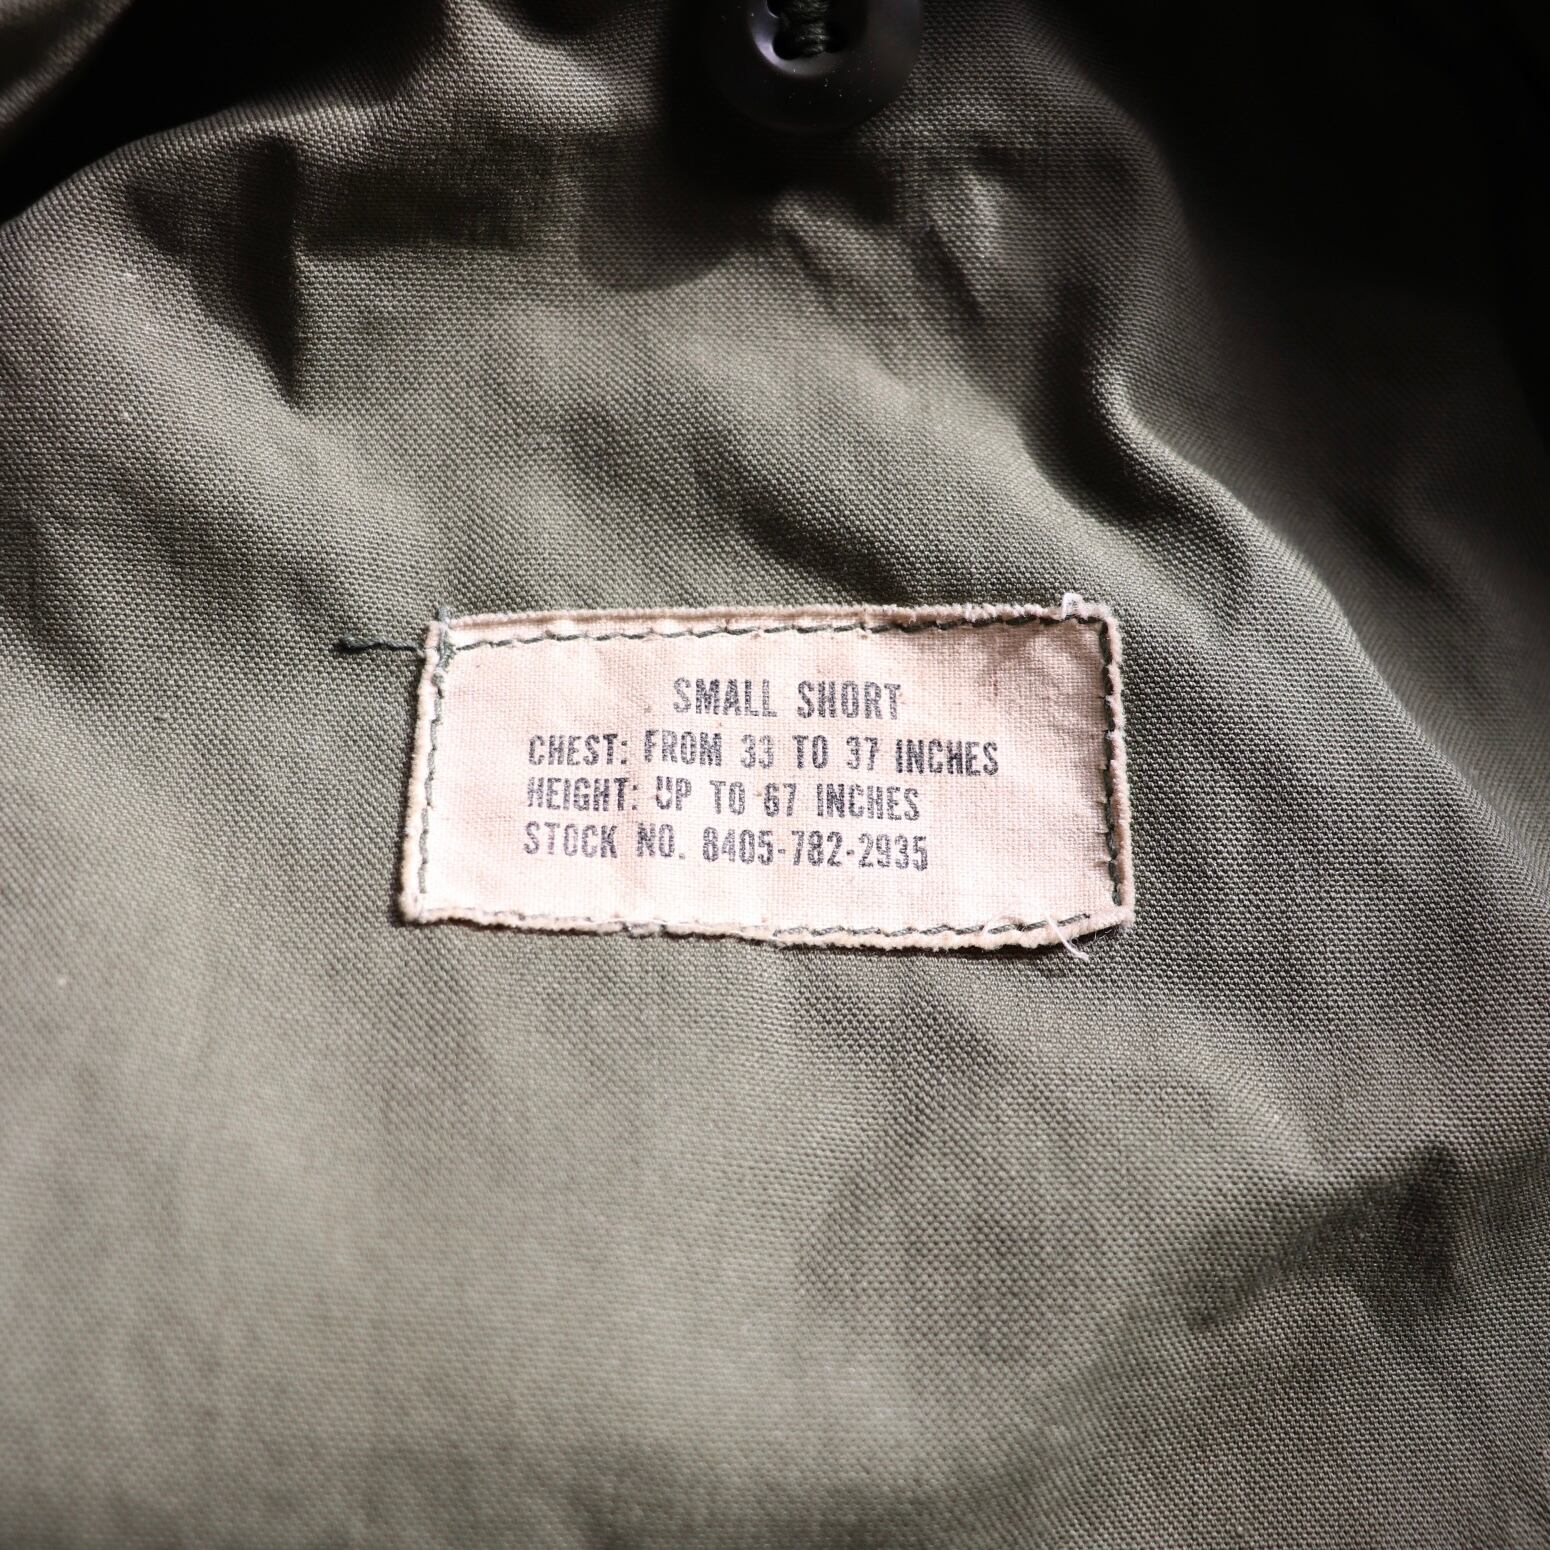 SMALL SHORT
CHEST: FROM 33 TO 37 INCHES
HEIGHT: UP TO 67 INCHES
STOCK NO. 8405-782-2935